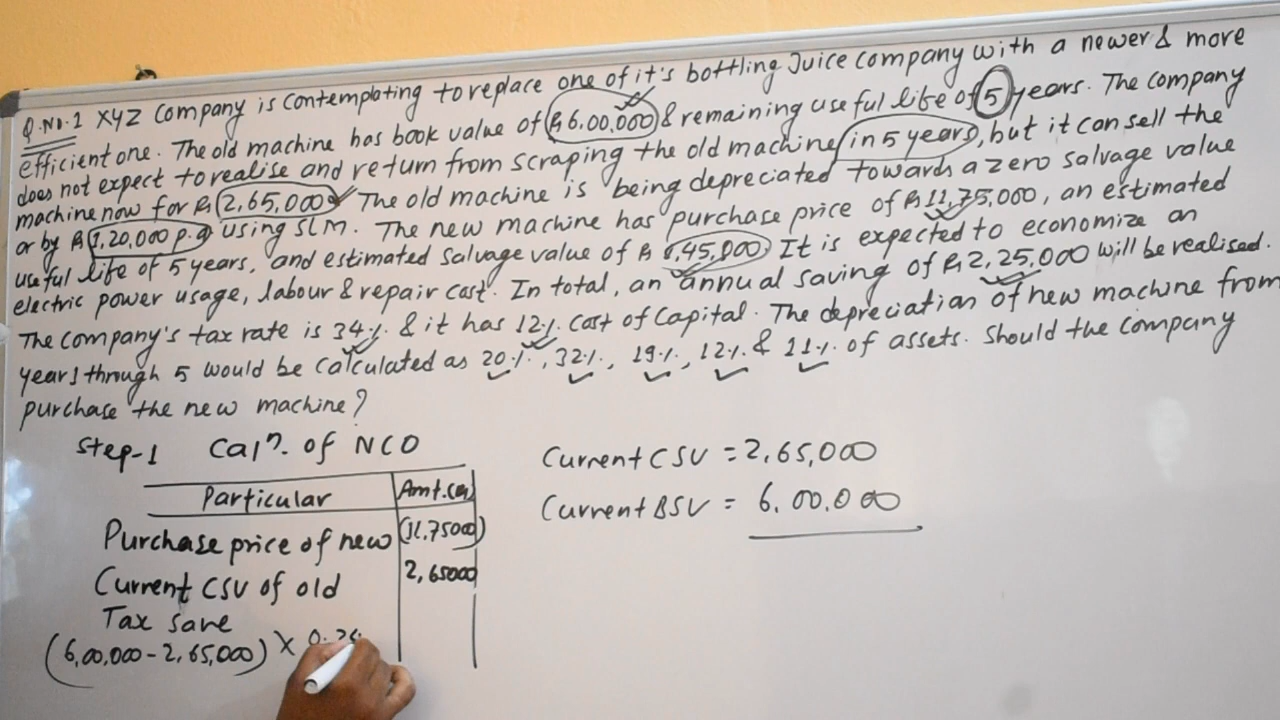 Q.NO.1 XYZ Company is contemplating to replace one of it's bottling Juice company with a newer & more
efficient one. The old machine has book value of Rs 6,00,000 & remaining useful life of 5 years. The company
does not expect to realise and return from scraping the old machine in 5 years, but it can sell the
machine now for Rs 2,65,000. The old machine is being depreciated towards a zero salvage value
or by Rs 1,20,000 p.a using SLM. The new machine has purchase price of Rs 11,75,000, an estimated
useful life of 5 years, and estimated salvage value of Rs 1,45,000 It is expected to economize on
electric power usage, labour & repair cost. In total, an annual saving of Rs 2,25,000 will be realised.
The company's tax rate is 34% & it has 12% cost of capital. The depreciation of new machine from
year 1 through 5 would be calculated as 20%, 32%, 19%, 12% & 11% of assets. Should the company
purchase the new machine?
Step-1 Calⁿ. of NCO
Particular Amt.(Rs)
Purchase price of new (11,75000)
Current CSV of old 2,65000
Tax save
(6,00,000 - 2,65,000) ×
Current CSV = 2,65,000
Current BSV = 6,00,000